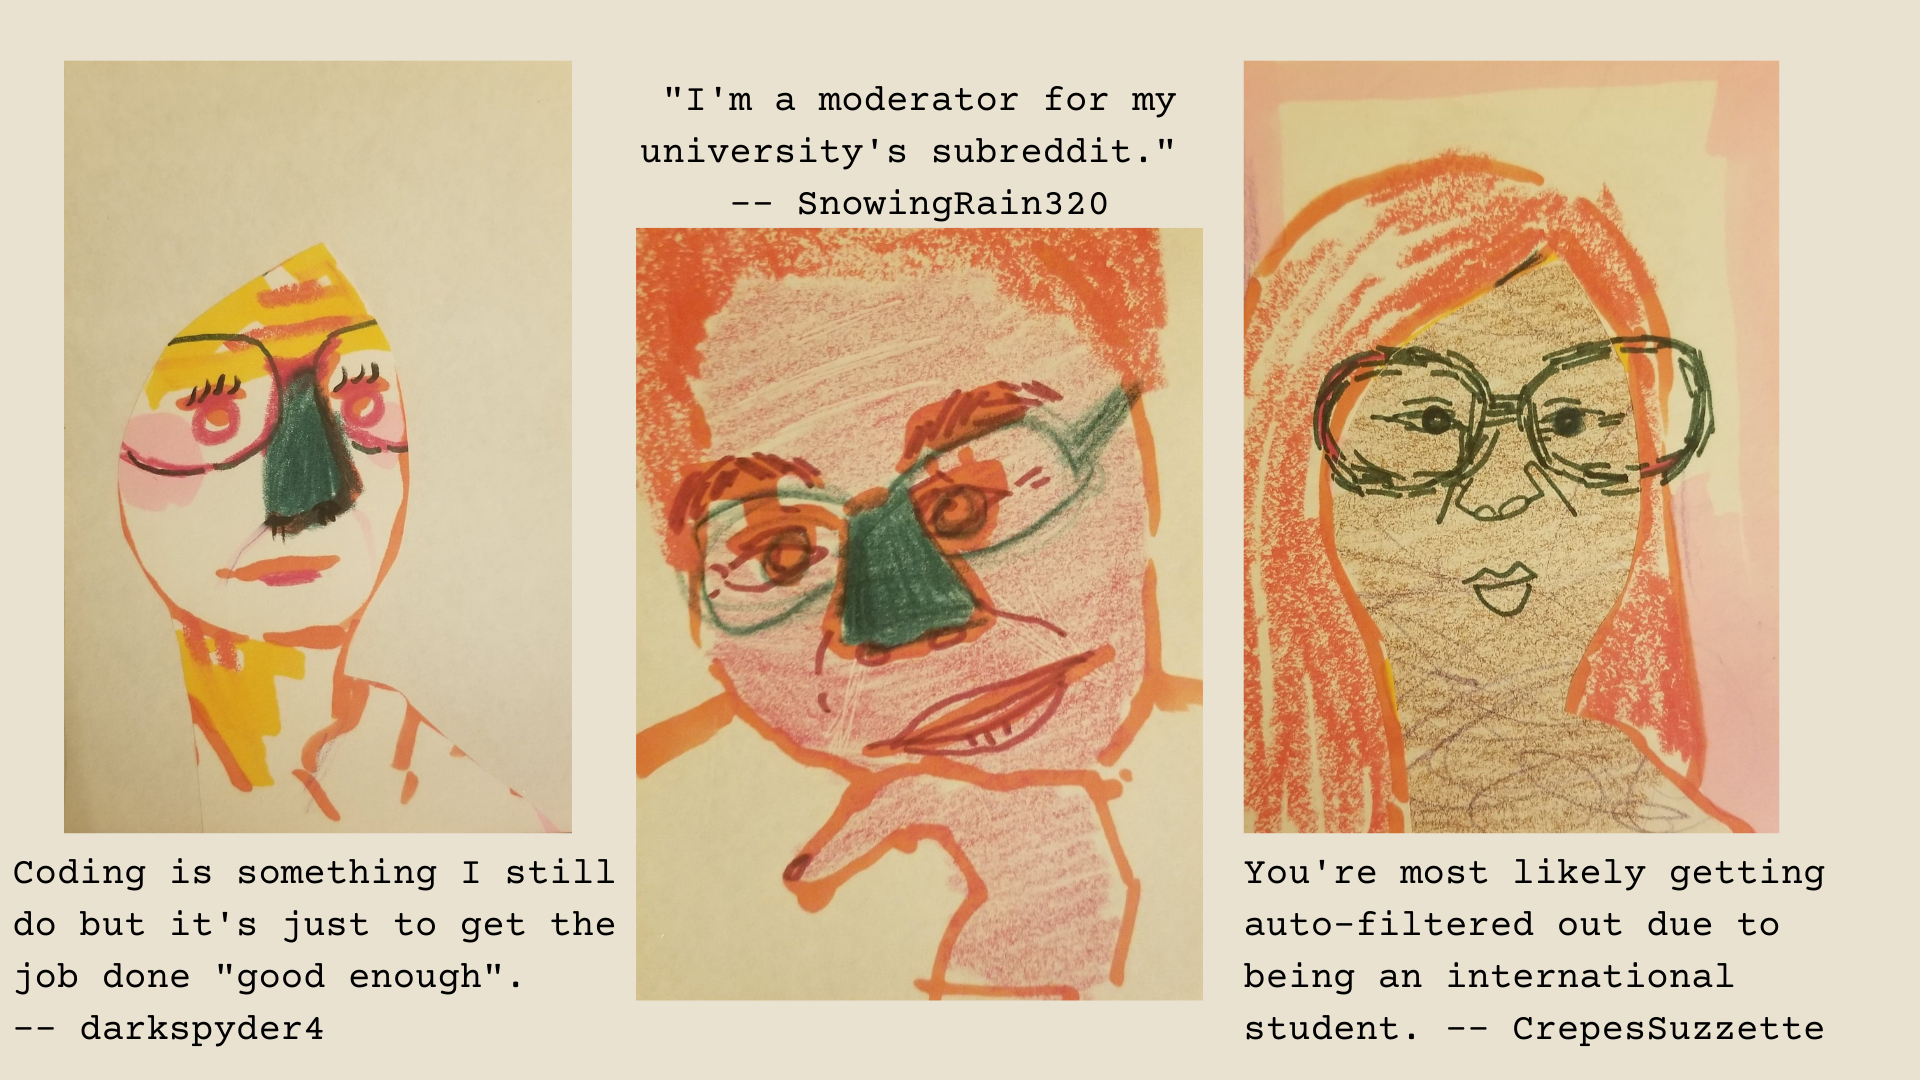 "I'm a moderator for my
university's subreddit."
-- SnowingRain320
Coding is something I still
do but it's just to get the
job done "good enough".
-- darkspyder4
You're most likely getting
auto-filtered out due to
being an international
student. -- CrepesSuzzette